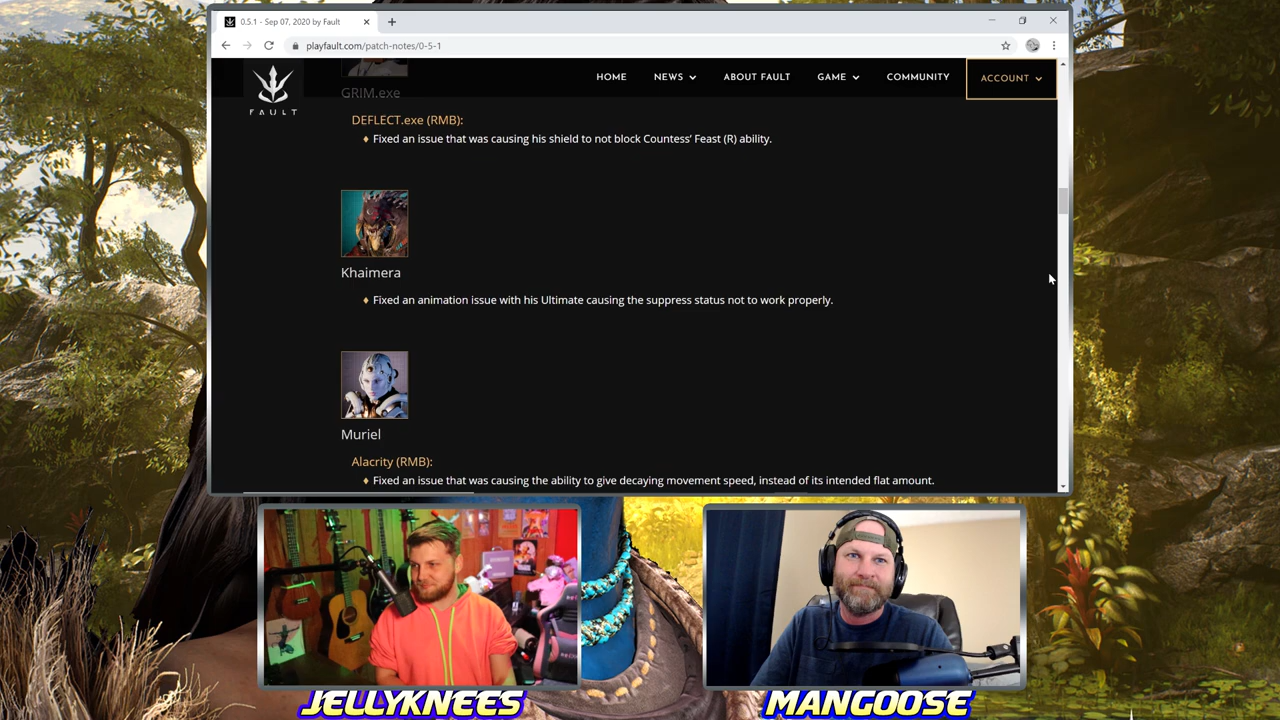 0.5.1 - Sep 07, 2020 by Fault
playfault.com/patch-notes/0-5-1
FAULT
HOME NEWS ABOUT FAULT GAME COMMUNITY ACCOUNT
GRIM.exe
DEFLECT.exe (RMB):
Fixed an issue that was causing his shield to not block Countess' Feast (R) ability.
Khaimera
Fixed an animation issue with his Ultimate causing the suppress status not to work properly.
Muriel
Alacrity (RMB):
Fixed an issue that was causing the ability to give decaying movement speed, instead of its intended flat amount.
JELLYKNEES
MANGOOSE